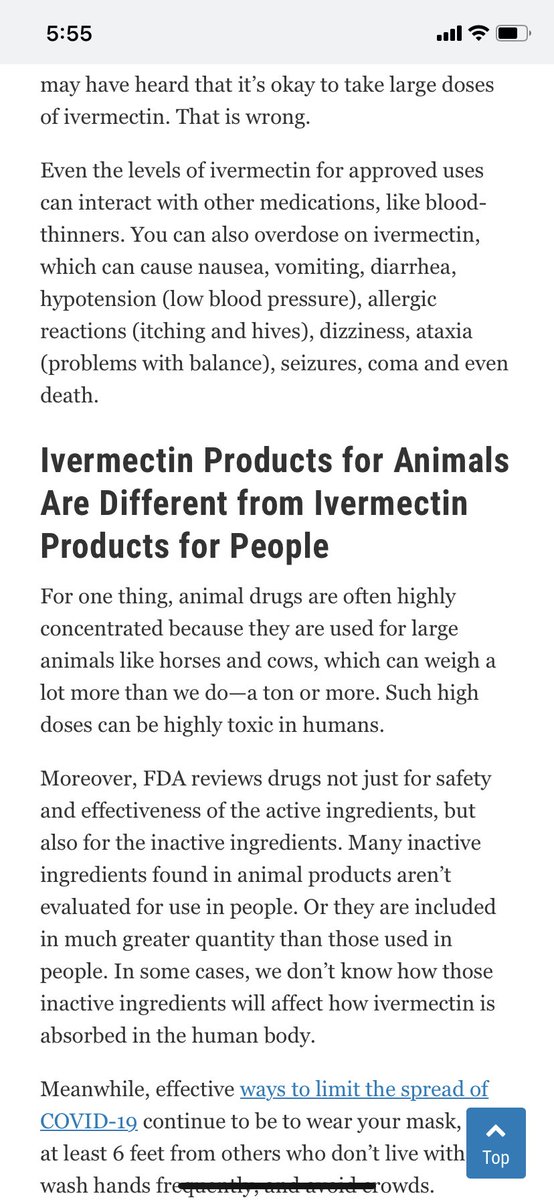 5:55
may have heard that it’s okay to take large doses
of ivermectin. That is wrong.
Even the levels of ivermectin for approved uses
can interact with other medications, like blood-
thinners. You can also overdose on ivermectin,
which can cause nausea, vomiting, diarrhea,
hypotension (low blood pressure), allergic
reactions (itching and hives), dizziness, ataxia
(problems with balance), seizures, coma and even
death.
Ivermectin Products for Animals
Are Different from Ivermectin
Products for People
For one thing, animal drugs are often highly
concentrated because they are used for large
animals like horses and cows, which can weigh a
lot more than we do—a ton or more. Such high
doses can be highly toxic in humans.
Moreover, FDA reviews drugs not just for safety
and effectiveness of the active ingredients, but
also for the inactive ingredients. Many inactive
ingredients found in animal products aren’t
evaluated for use in people. Or they are included
in much greater quantity than those used in
people. In some cases, we don’t know how those
inactive ingredients will affect how ivermectin is
absorbed in the human body.
Meanwhile, effective ways to limit the spread of
COVID-19 continue to be to wear your mask,
at least 6 feet from others who don’t live with
wash hands frequently, and avoid crowds.
Top